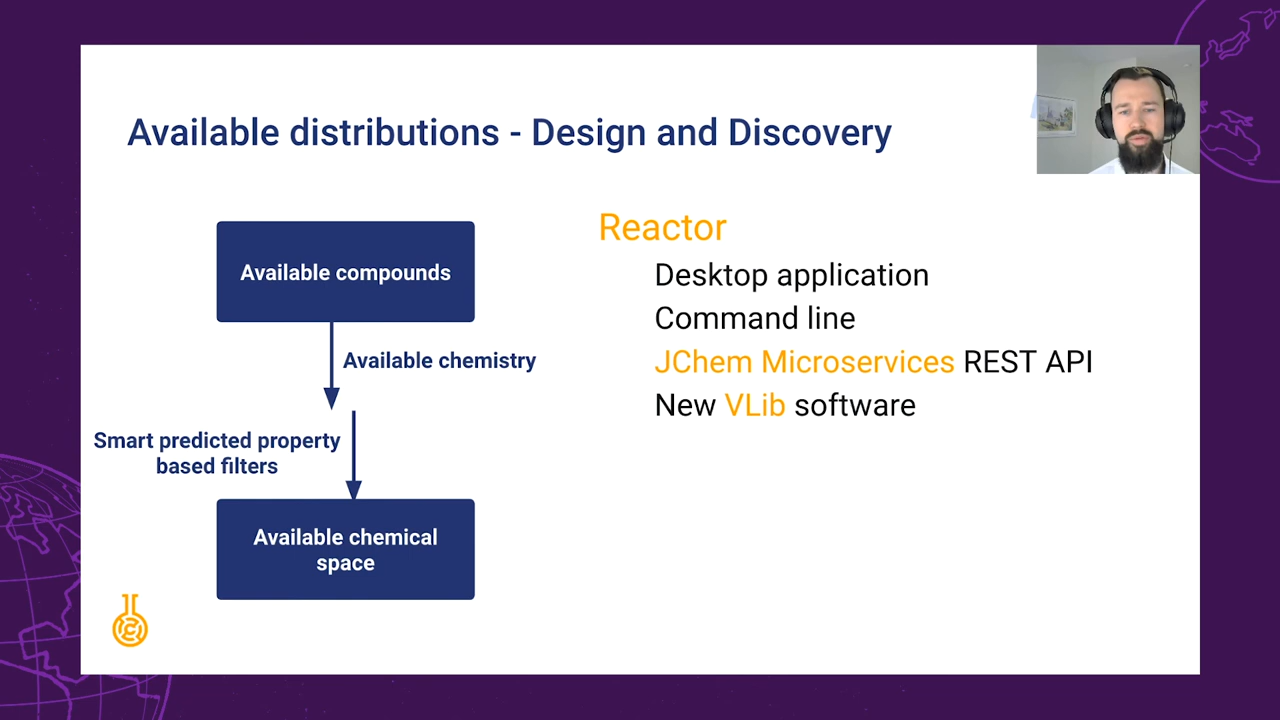 Available distributions - Design and Discovery
Available compounds
Available chemistry
Smart predicted property
based filters
Available chemical
space
Reactor
Desktop application
Command line
JChem Microservices REST API
New VLib software